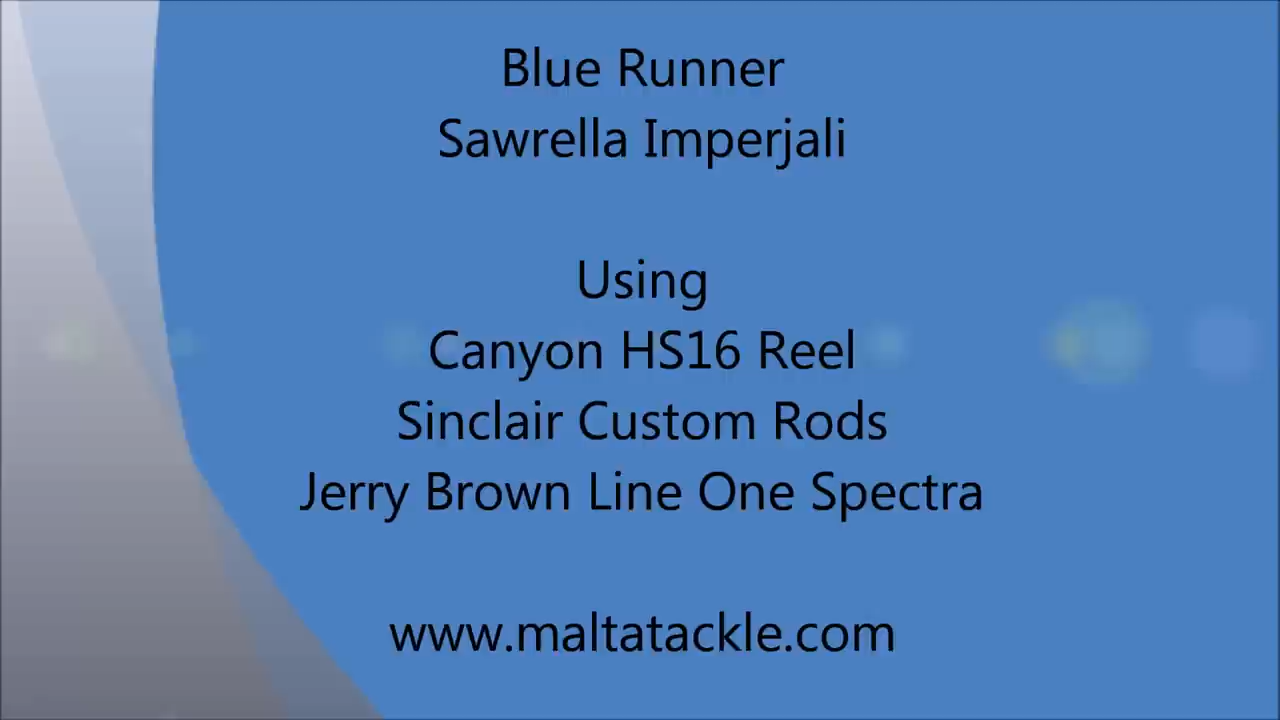 Blue Runner
Sawrella Imperjali
Using
Canyon HS16 Reel
Sinclair Custom Rods
Jerry Brown Line One Spectra
www.maltatackle.com